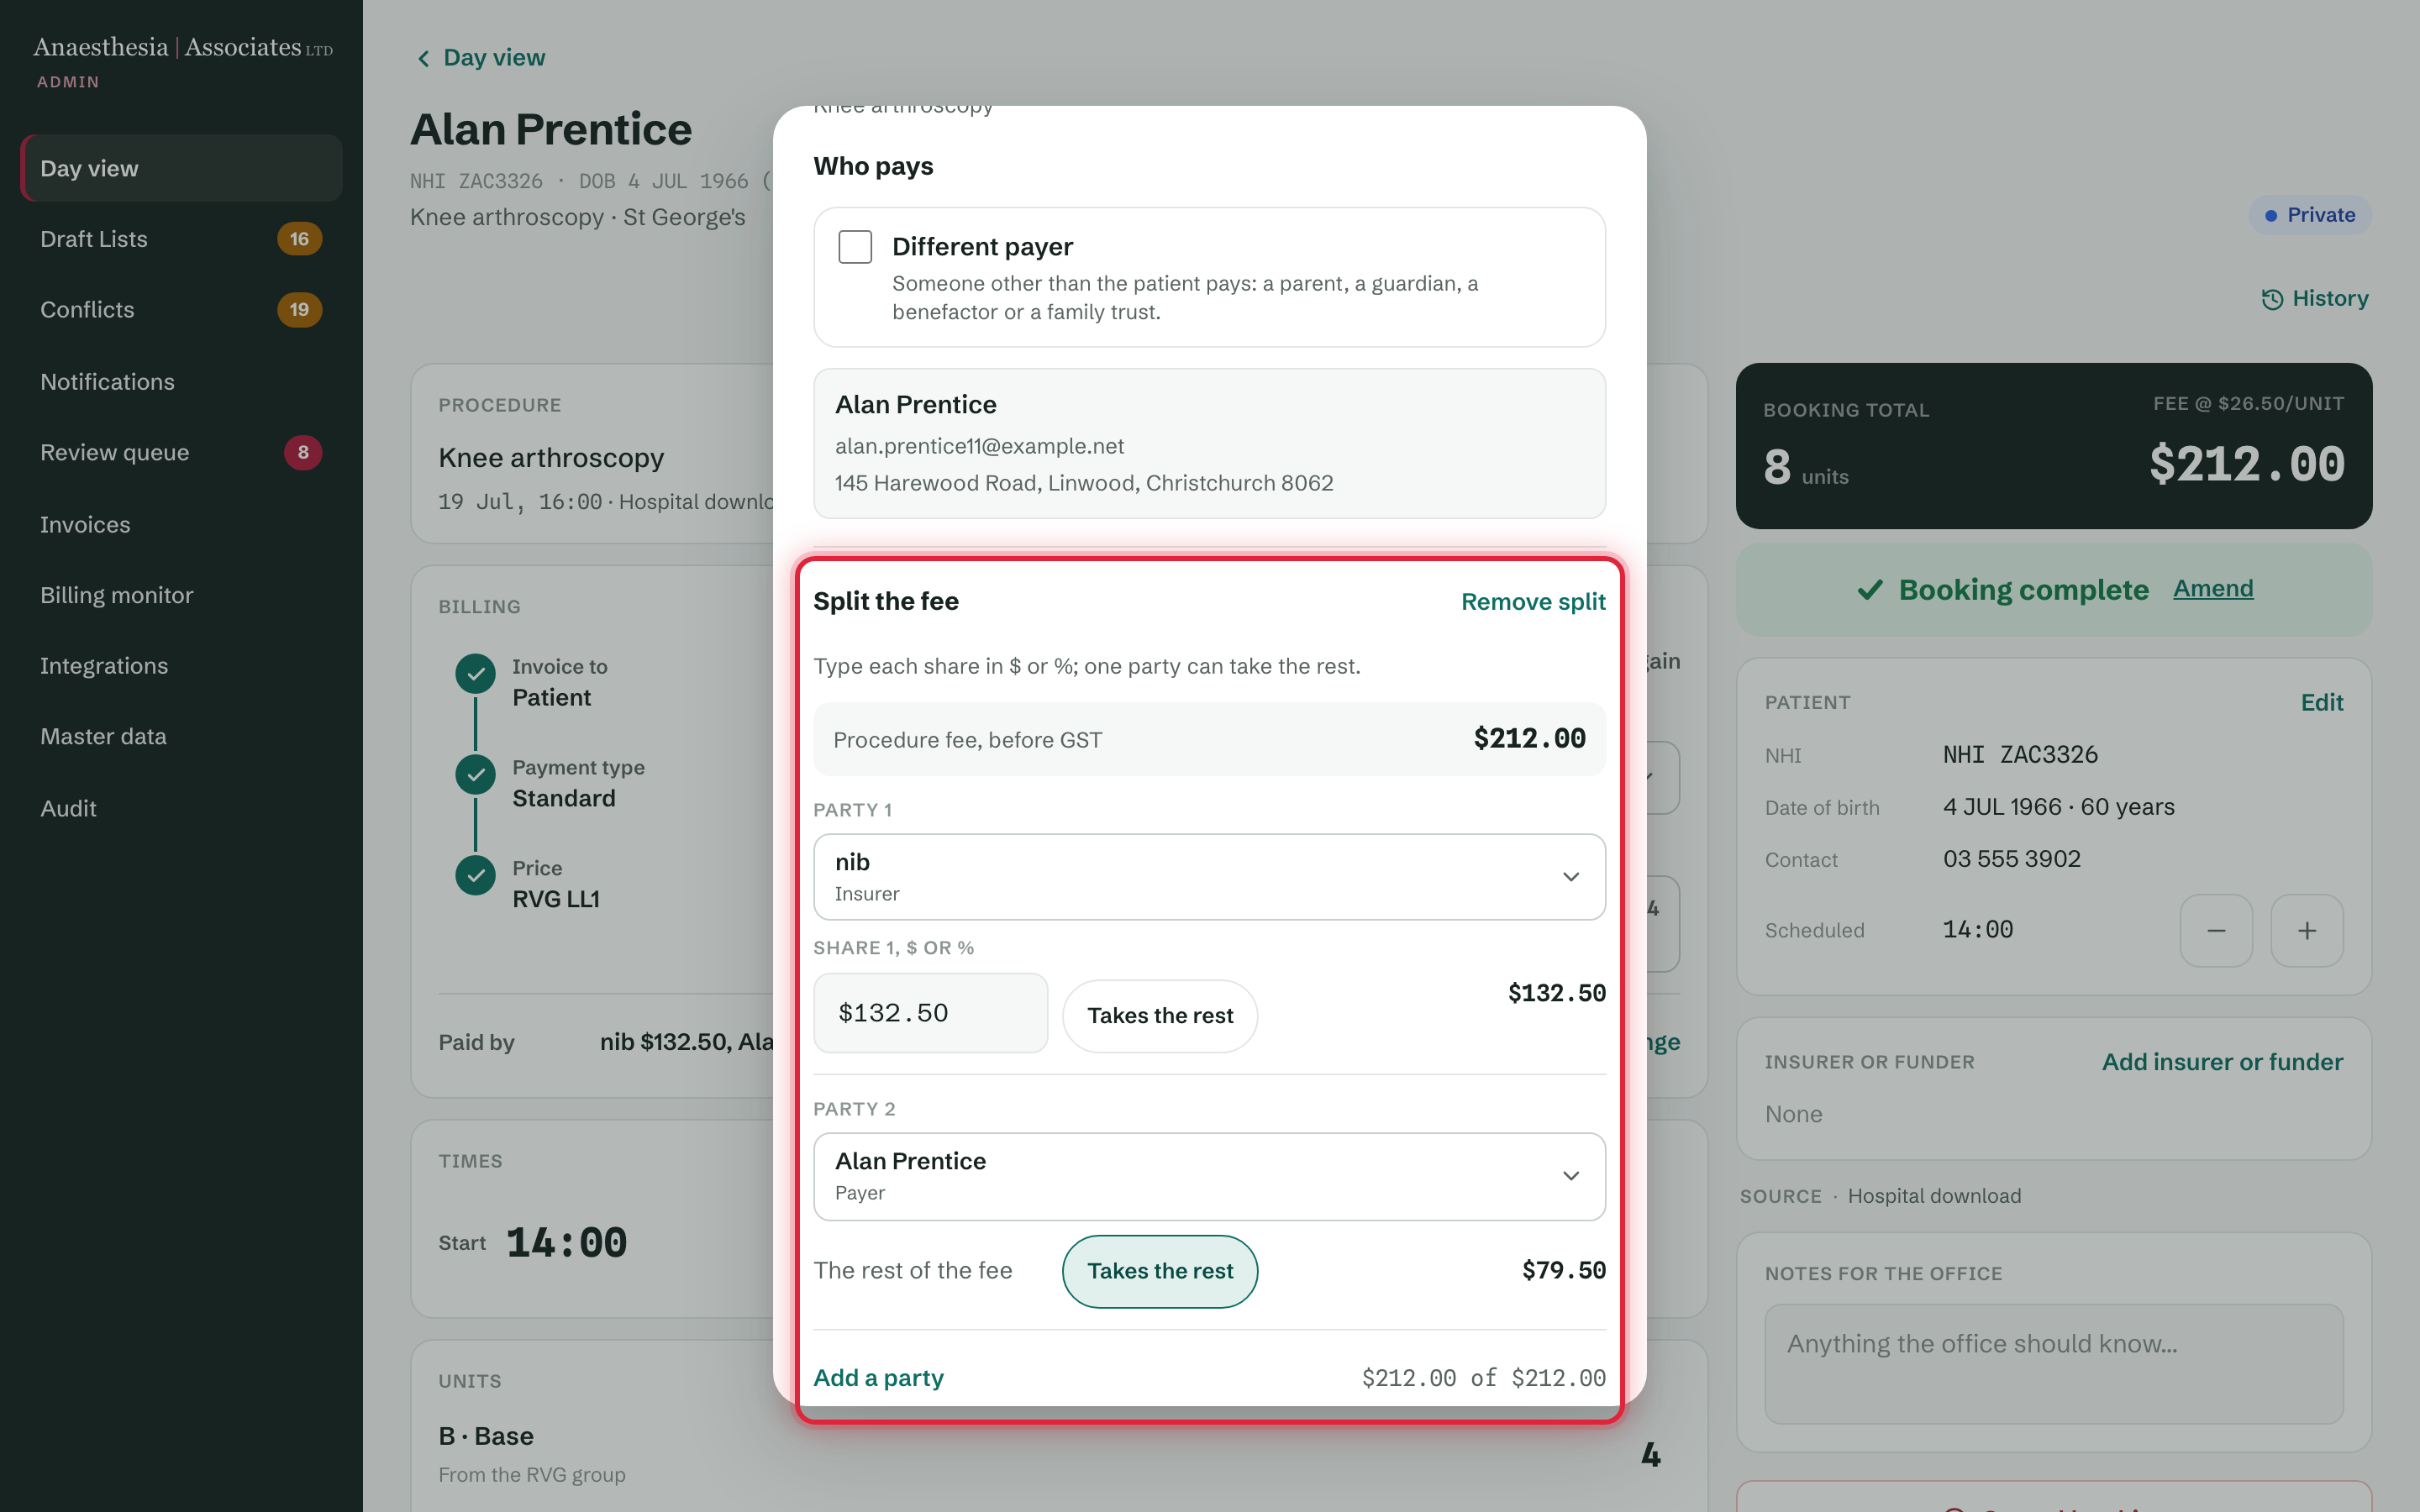 Anaesthesia | Associates LTD
ADMIN
Day view
Draft Lists 16
Conflicts 19
Notifications
Review queue 8
Invoices
Billing monitor
Integrations
Master data
Audit
Day view
Alan Prentice
NHI ZAC3326 · DOB 4 JUL 1966 (
Knee arthroscopy · St George's
Private
History
PROCEDURE
Knee arthroscopy
19 Jul, 16:00 · Hospital downlo
BILLING
Invoice to
Patient
Payment type
Standard
Price
RVG LL1
Paid by nib $132.50, Ala
TIMES
Start 14:00
UNITS
B · Base
From the RVG group
4
Knee arthroscopy
Who pays
Different payer
Someone other than the patient pays: a parent, a guardian, a
benefactor or a family trust.
Alan Prentice
alan.prentice11@example.net
145 Harewood Road, Linwood, Christchurch 8062
Split the fee Remove split
Type each share in $ or %; one party can take the rest.
Procedure fee, before GST $212.00
PARTY 1
nib
Insurer
SHARE 1, $ OR %
$132.50 Takes the rest $132.50
PARTY 2
Alan Prentice
Payer
The rest of the fee Takes the rest $79.50
Add a party $212.00 of $212.00
BOOKING TOTAL FEE @ $26.50/UNIT
8 units $212.00
Booking complete Amend
PATIENT Edit
NHI NHI ZAC3326
Date of birth 4 JUL 1966 · 60 years
Contact 03 555 3902
Scheduled 14:00 − +
INSURER OR FUNDER Add insurer or funder
None
SOURCE · Hospital download
NOTES FOR THE OFFICE
Anything the office should know...